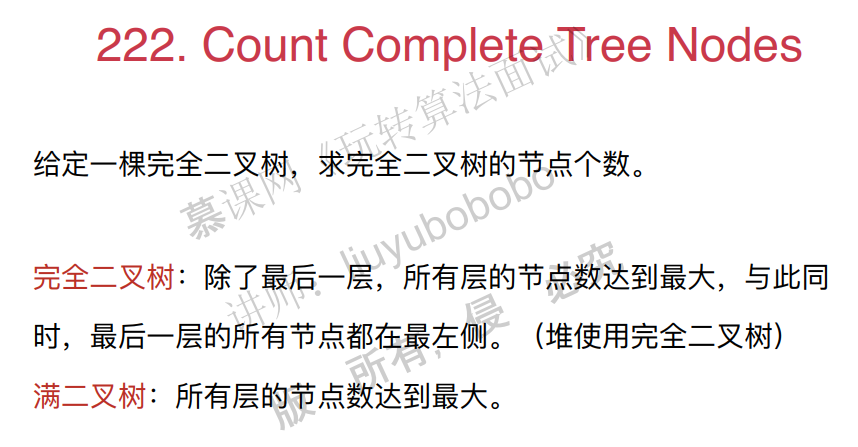 222. Count Complete Tree Nodes
给定一棵完全二叉树，求完全二叉树的节点个数。
完全二叉树：除了最后一层，所有层的节点数达到最大，与此同
时，最后一层的所有节点都在最左侧。（堆使用完全二叉树）
满二叉树：所有层的节点数达到最大。
慕课网《玩转算法面试》
讲师：liuyubobobo
版 所有，侵 必究